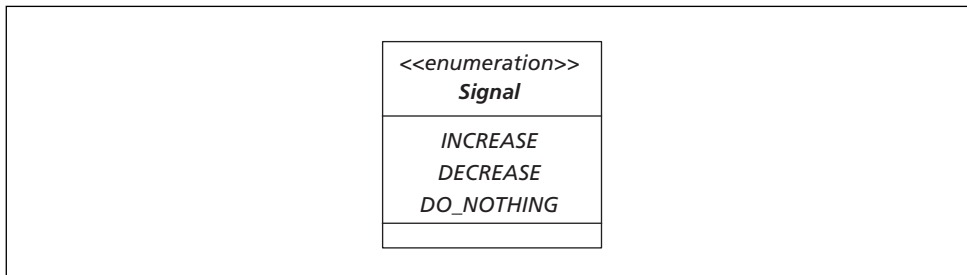 <<enumeration>>
Signal
INCREASE
DECREASE
DO_NOTHING